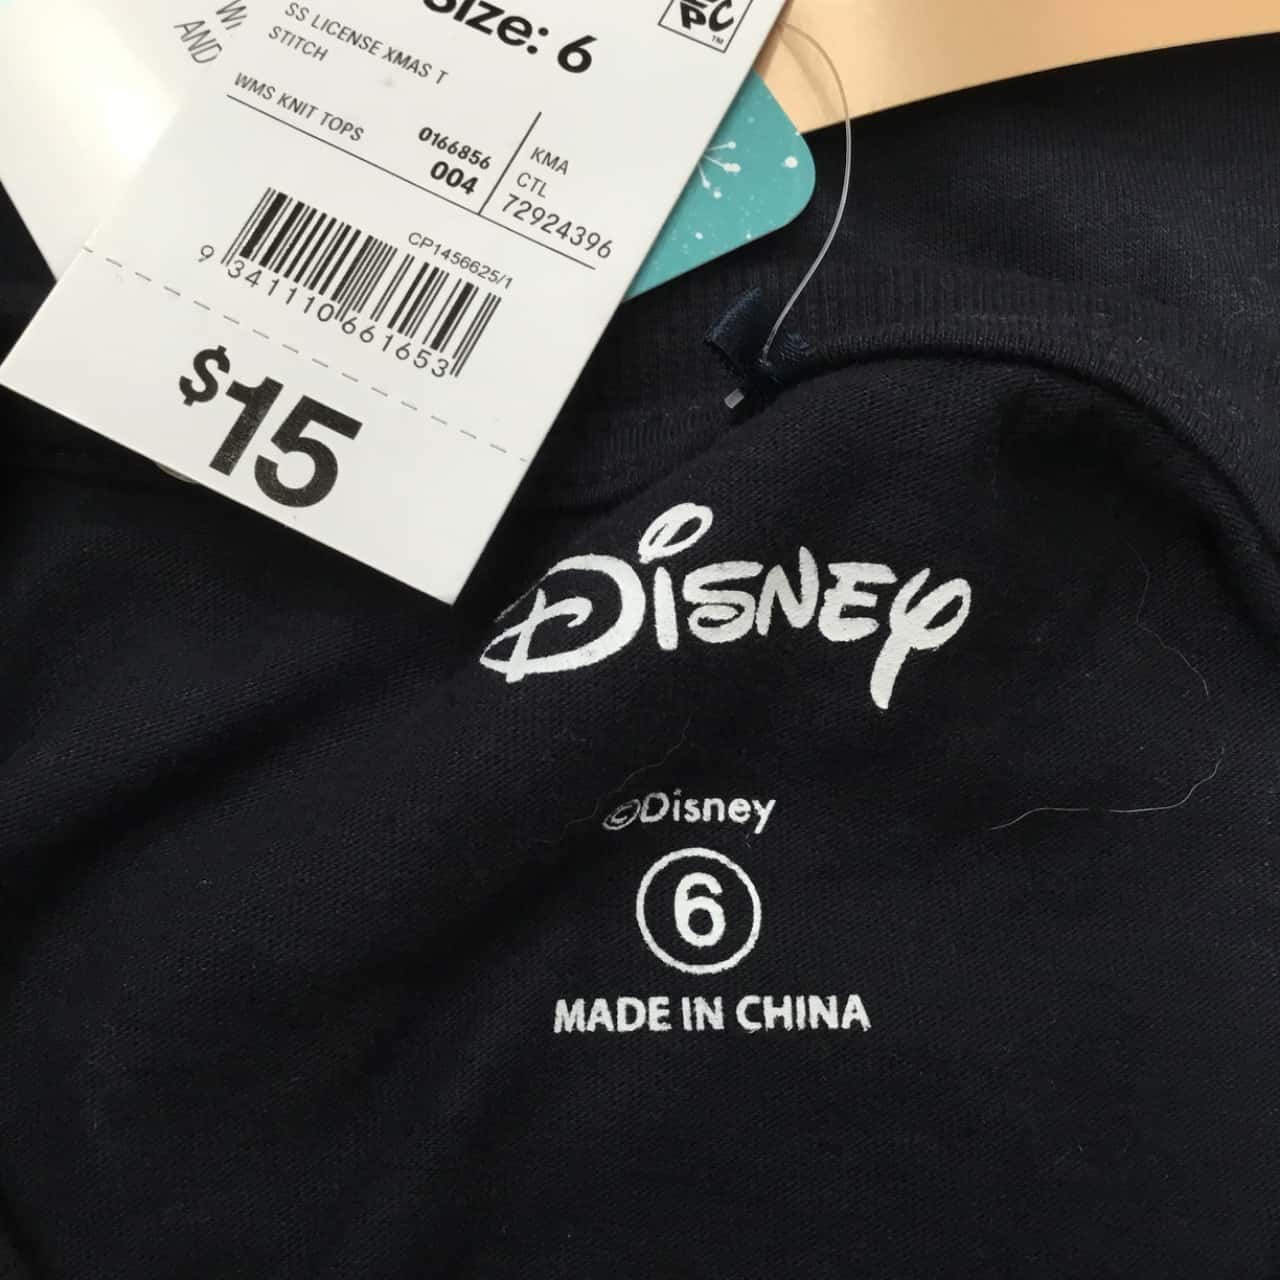 Size: 6
SS LICENSE XMAS T
STITCH
AND
WMS KNIT TOPS
0166856
004
KMA
CTL
72924396
CP1456625/1
9 341110 661653
$15
Disney
©Disney
6
MADE IN CHINA